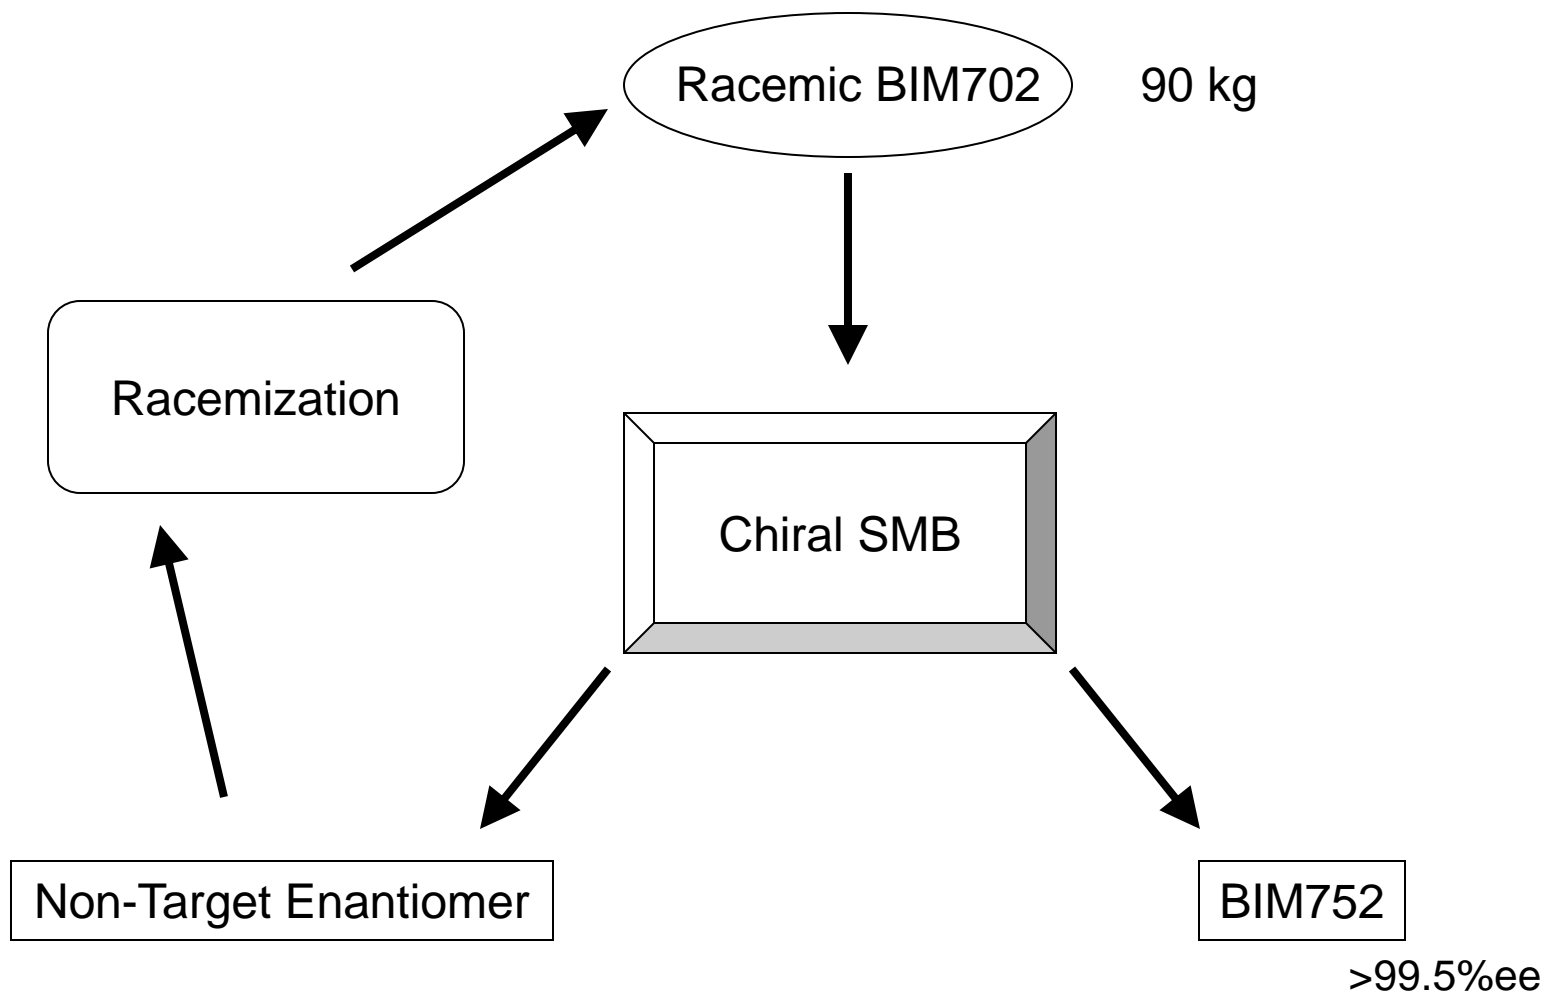 Racemic BIM702
90 kg
Racemization
Chiral SMB
Non-Target Enantiomer
BIM752
>99.5%ee